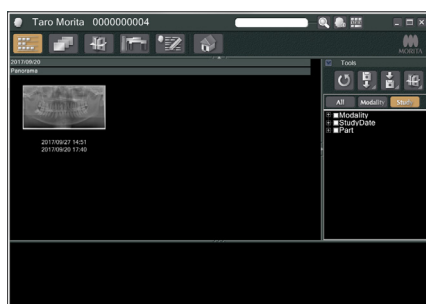 Taro Morita 0000000004
MORITA
2017/09/20
Panorama
Tools
All Modality Study
Modality
StudyDate
Part
2017/09/27 14:51
2017/09/20 17:40